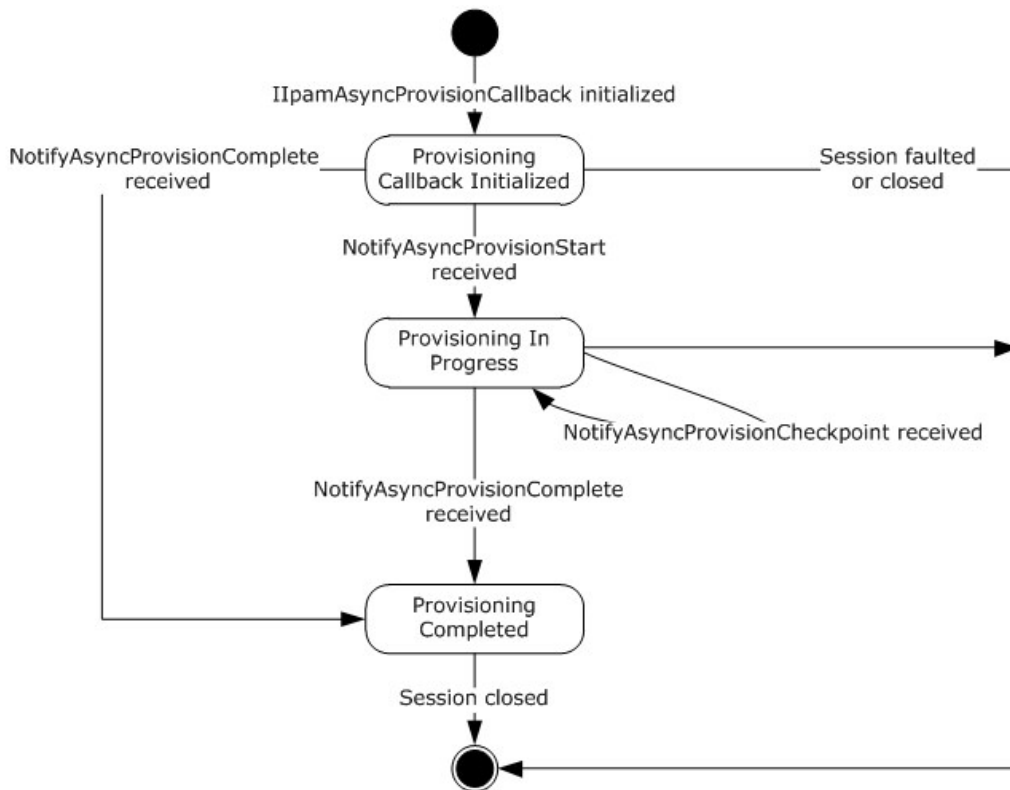 IIpamAsyncProvisionCallback initialized
NotifyAsyncProvisionComplete
received
Provisioning
Callback Initialized
Session faulted
or closed
NotifyAsyncProvisionStart
received
Provisioning In
Progress
NotifyAsyncProvisionCheckpoint received
NotifyAsyncProvisionComplete
received
Provisioning
Completed
Session closed